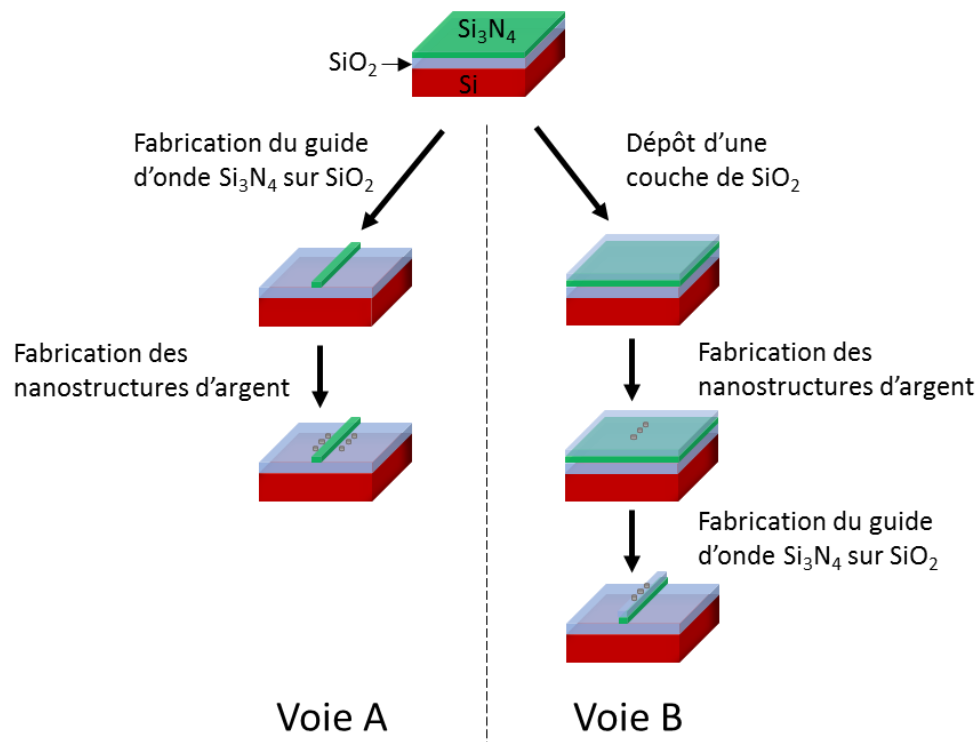 Si₃N₄
SiO₂
Si
Fabrication du guide
d'onde Si₃N₄ sur SiO₂
Dépôt d'une
couche de SiO₂
Fabrication des
nanostructures d'argent
Fabrication des
nanostructures d'argent
Fabrication du guide
d'onde Si₃N₄ sur SiO₂
Voie A
Voie B